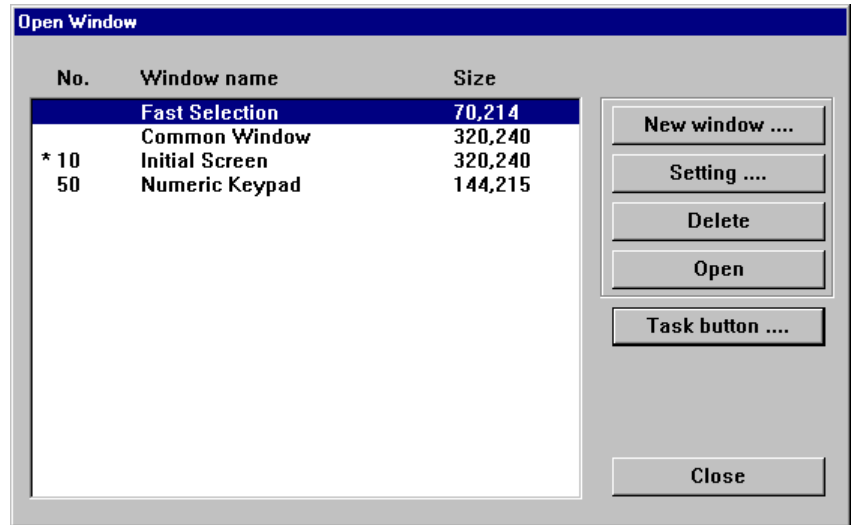 Open Window
No. Window name Size
Fast Selection 70,214
Common Window 320,240
* 10 Initial Screen 320,240
50 Numeric Keypad 144,215
New window ....
Setting ....
Delete
Open
Task button ....
Close